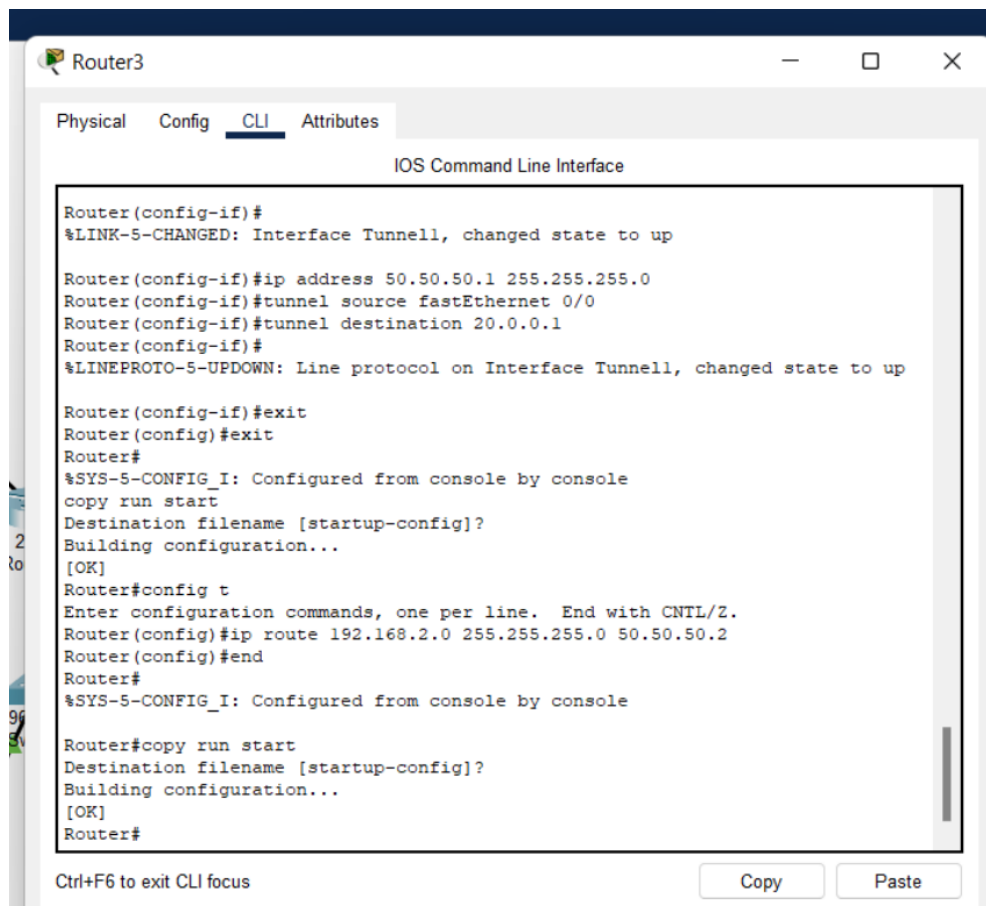 Router3
Physical Config CLI Attributes
IOS Command Line Interface
Router(config-if)#
%LINK-5-CHANGED: Interface Tunnel1, changed state to up
Router(config-if)#ip address 50.50.50.1 255.255.255.0
Router(config-if)#tunnel source fastEthernet 0/0
Router(config-if)#tunnel destination 20.0.0.1
Router(config-if)#
%LINEPROTO-5-UPDOWN: Line protocol on Interface Tunnel1, changed state to up
Router(config-if)#exit
Router(config)#exit
Router#
%SYS-5-CONFIG_I: Configured from console by console
copy run start
Destination filename [startup-config]?
Building configuration...
[OK]
Router#config t
Enter configuration commands, one per line.  End with CNTL/Z.
Router(config)#ip route 192.168.2.0 255.255.255.0 50.50.50.2
Router(config)#end
Router#
%SYS-5-CONFIG_I: Configured from console by console
Router#copy run start
Destination filename [startup-config]?
Building configuration...
[OK]
Router#
Ctrl+F6 to exit CLI focus
Copy Paste